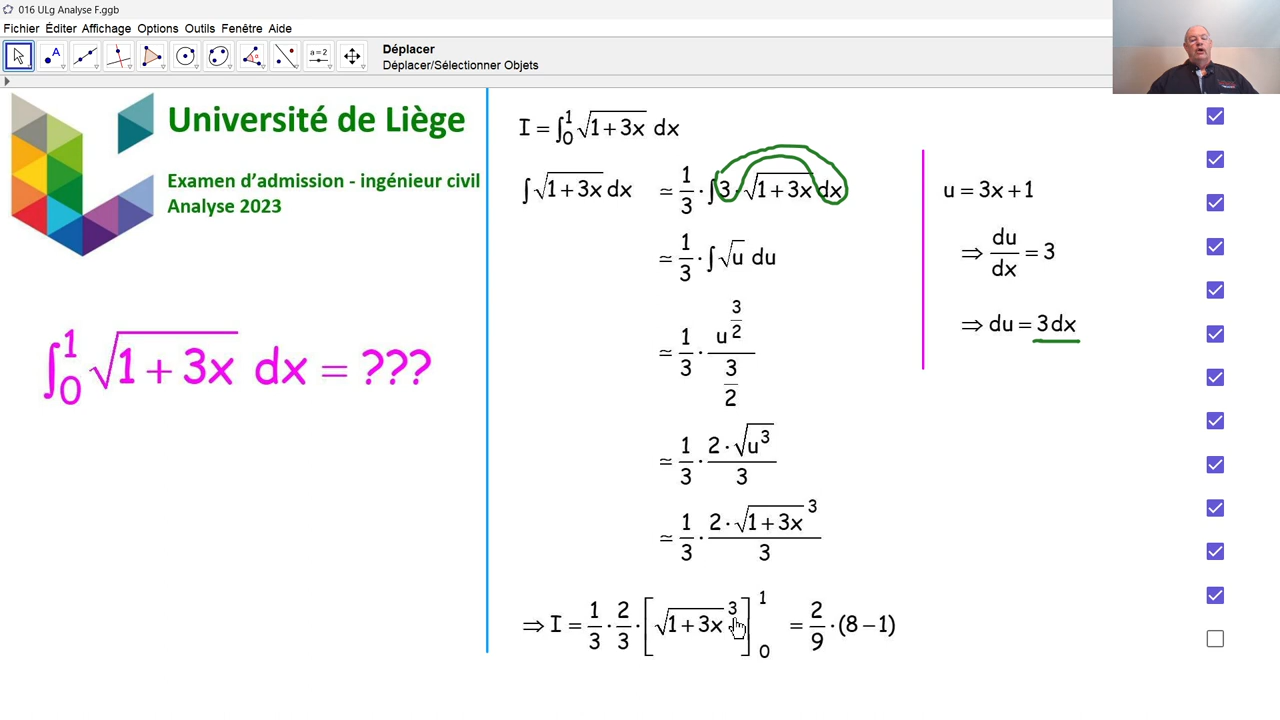 016 ULg Analyse F.ggb
Fichier Éditer Affichage Options Outils Fenêtre Aide
A
a=2
Déplacer
Déplacer/Sélectionner Objets
Université de Liège
Examen d'admission - ingénieur civil
Analyse 2023
∫₀¹ √(1+3x) dx = ???
I = ∫₀¹ √(1+3x) dx
∫ √(1+3x) dx ≃ 1/3 · ∫ 3 · √(1+3x) dx
≃ 1/3 · ∫ √u du
≃ 1/3 · u^(3/2) / (3/2)
≃ 1/3 · (2 · √(u³)) / 3
≃ 1/3 · (2 · √(1+3x)³) / 3
⇒ I = 1/3 · 2/3 · [√(1+3x)³]₀¹ = 2/9 · (8 − 1)
u = 3x + 1
⇒ du/dx = 3
⇒ du = 3 dx